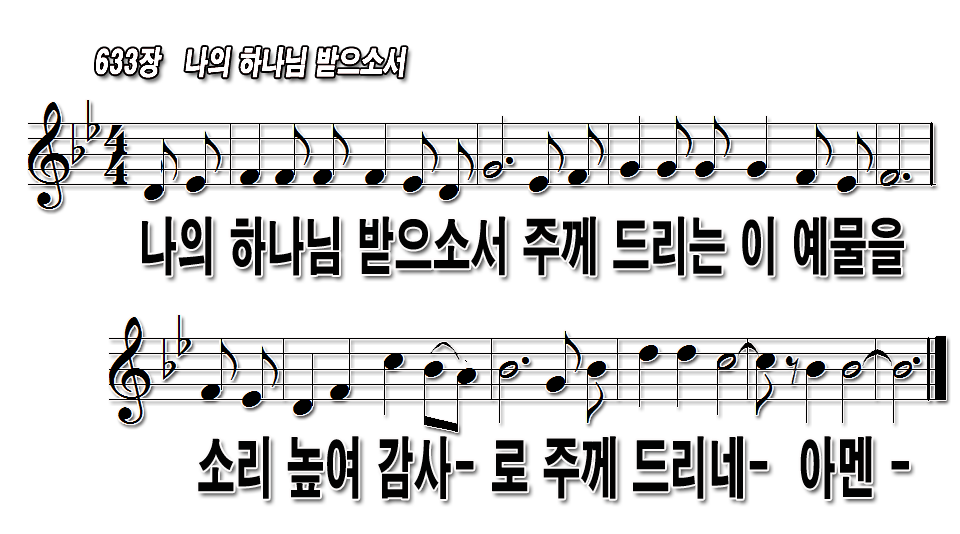 633장 나의 하나님 받으소서
나의 하나님 받으소서 주께 드리는 이 예물을
소리 높여 감사- 로 주께 드리네- 아멘 -